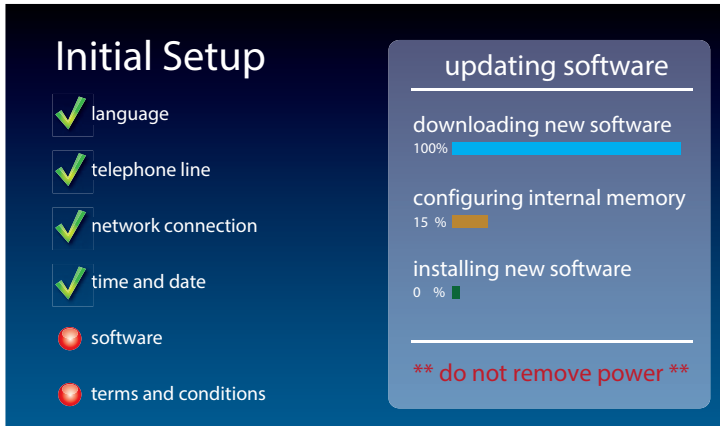 Initial Setup
language
telephone line
network connection
time and date
software
terms and conditions
updating software
downloading new software
100%
configuring internal memory
15 %
installing new software
0 %
** do not remove power **